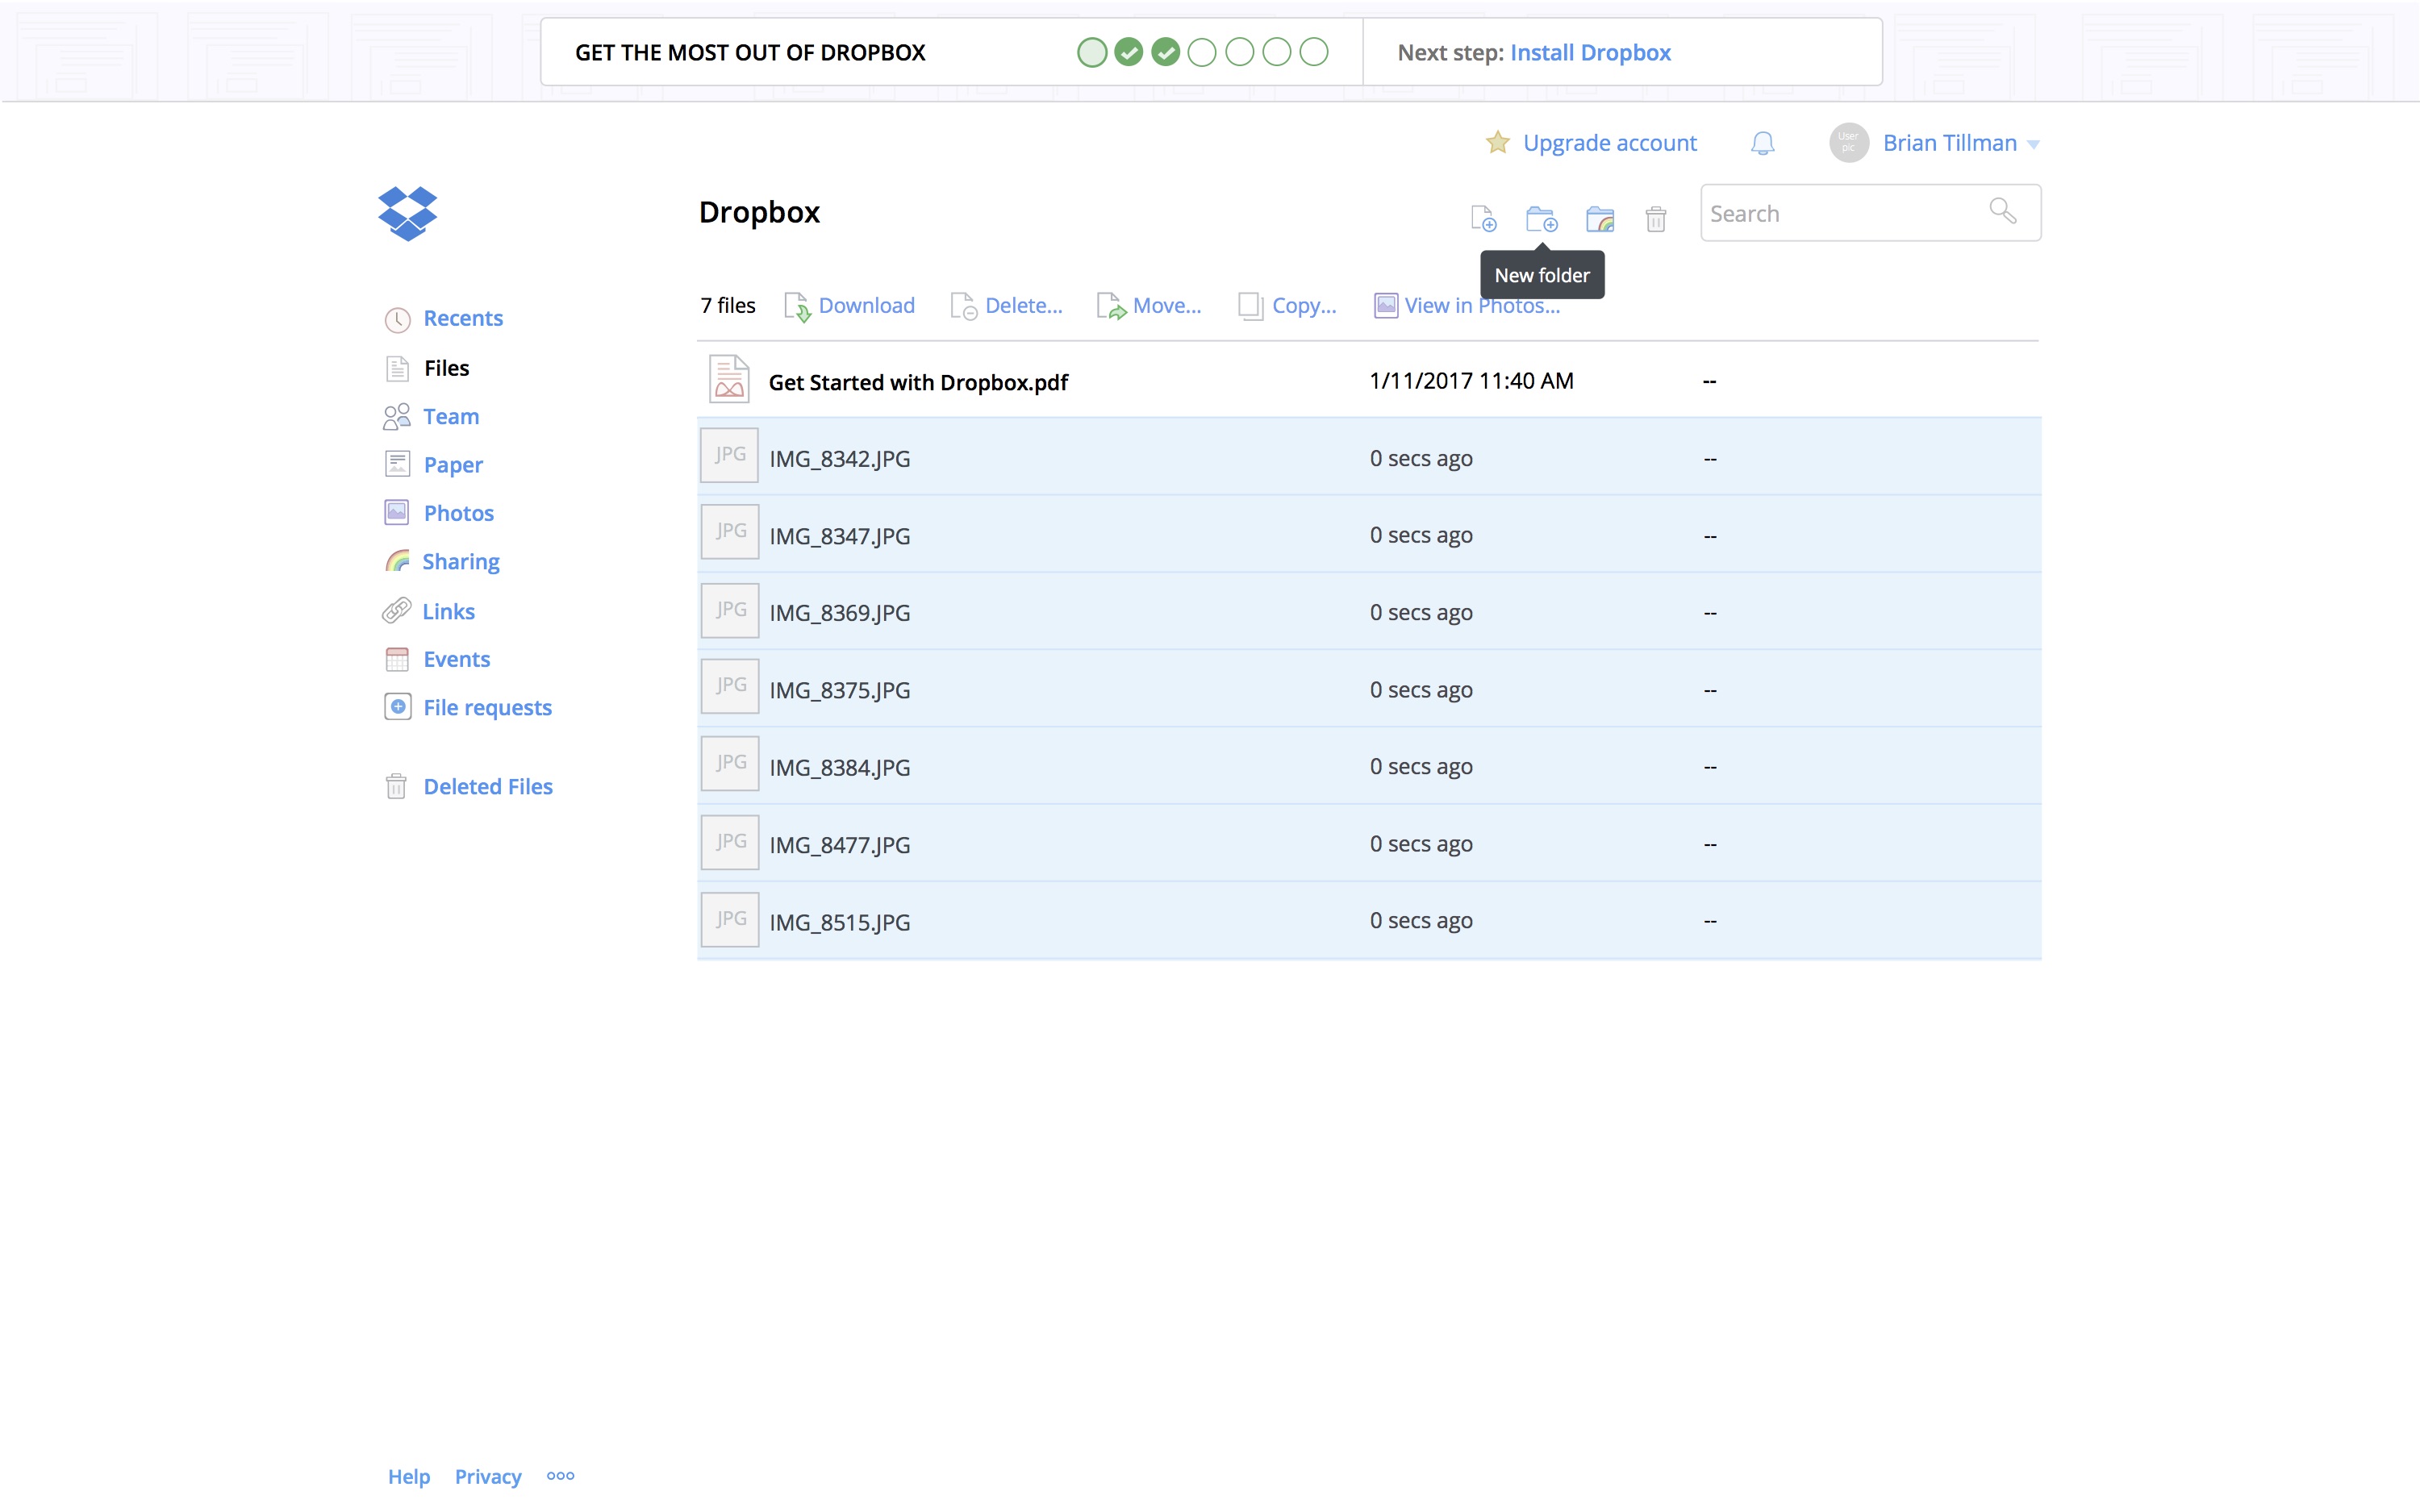 GET THE MOST OUT OF DROPBOX
Next step: Install Dropbox
Upgrade account
User pic
Brian Tillman
Dropbox
Search
New folder
7 files
Download
Delete...
Move...
Copy...
View in Photos...
Recents
Files
Team
Paper
Photos
Sharing
Links
Events
File requests
Deleted Files
Get Started with Dropbox.pdf 1/11/2017 11:40 AM --
JPG IMG_8342.JPG 0 secs ago --
JPG IMG_8347.JPG 0 secs ago --
JPG IMG_8369.JPG 0 secs ago --
JPG IMG_8375.JPG 0 secs ago --
JPG IMG_8384.JPG 0 secs ago --
JPG IMG_8477.JPG 0 secs ago --
JPG IMG_8515.JPG 0 secs ago --
Help Privacy